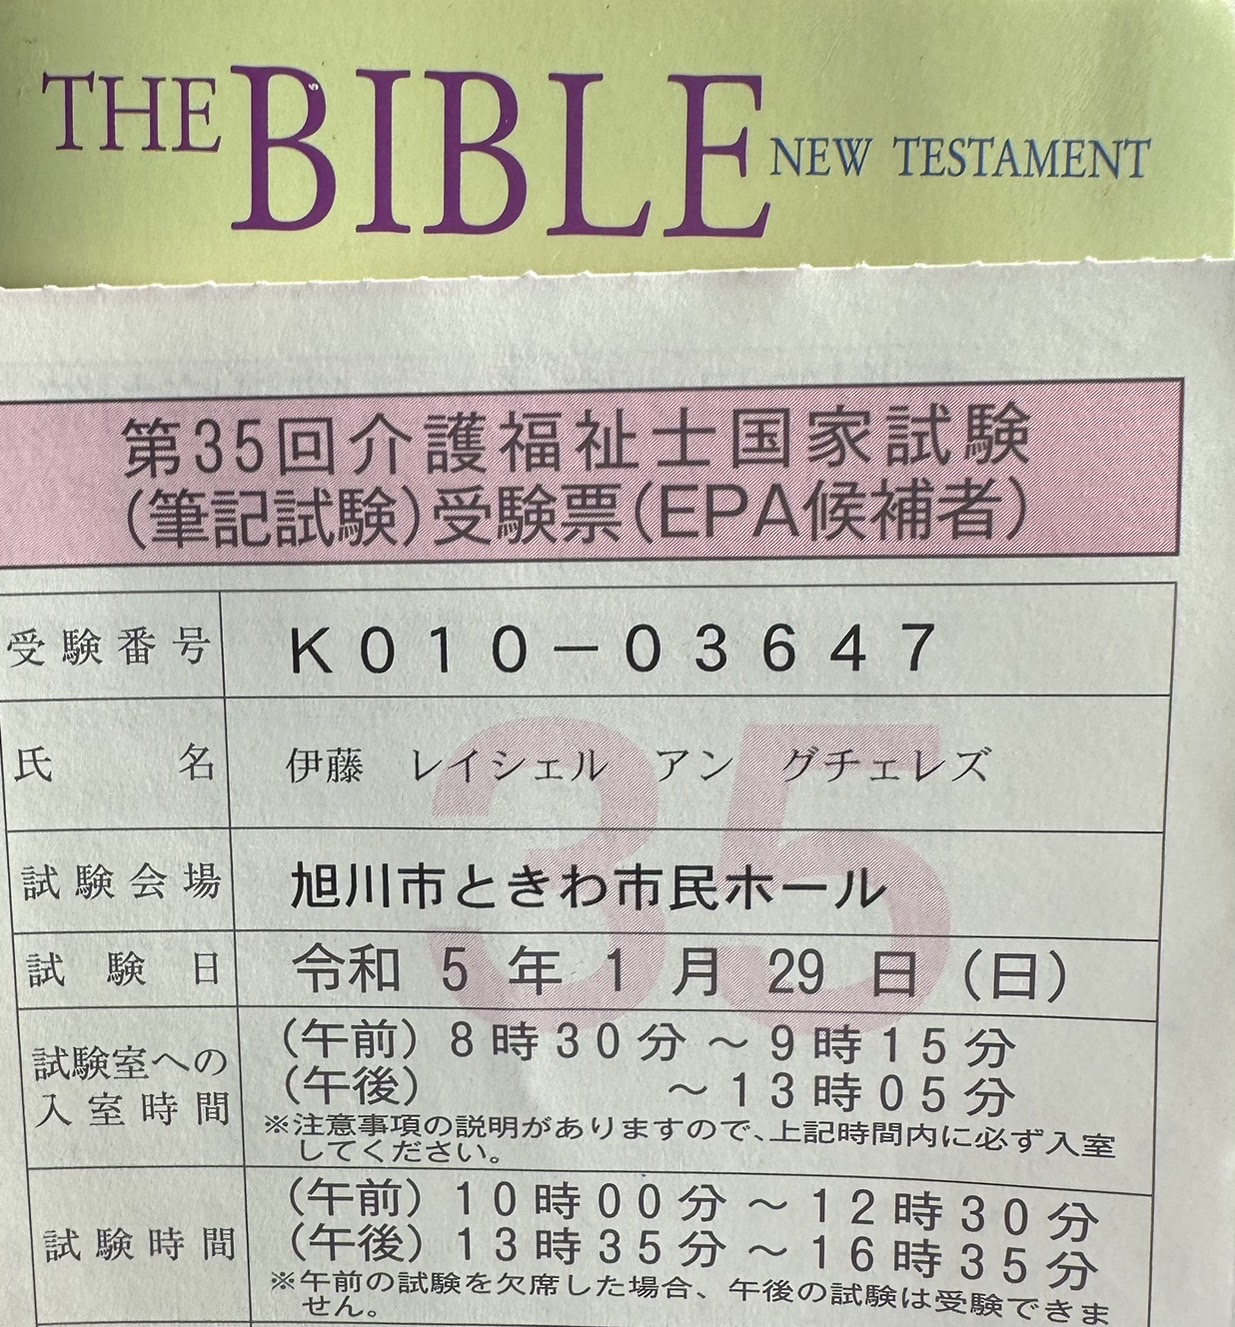 THE BIBLE NEW TESTAMENT
第35回介護福祉士国家試験
(筆記試験)受験票(EPA候補者)
受験番号 K010-03647
氏名 伊藤 レイシェル アン グチェレズ
試験会場 旭川市ときわ市民ホール
試験日 令和 5 年 1 月 29 日 (日)
試験室への
入室時間
(午前) 8時30分～9時15分
(午後) ～13時05分
※注意事項の説明がありますので、上記時間内に必ず入室
してください。
試験時間
(午前) 10時00分～12時30分
(午後) 13時35分～16時35分
※午前の試験を欠席した場合、午後の試験は受験できま
せん。
35